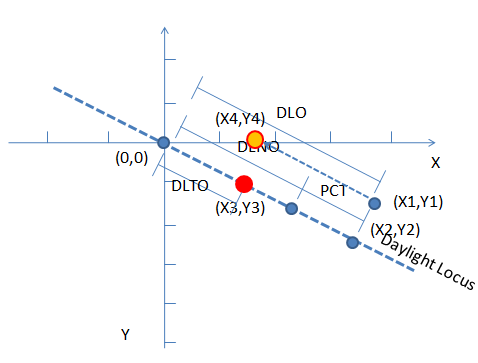 DLO
(X4,Y4)
DLNO
(0,0)
X
DLTO
PCT
(X1,Y1)
(X3,Y3)
(X2,Y2)
Daylight Locus
Y